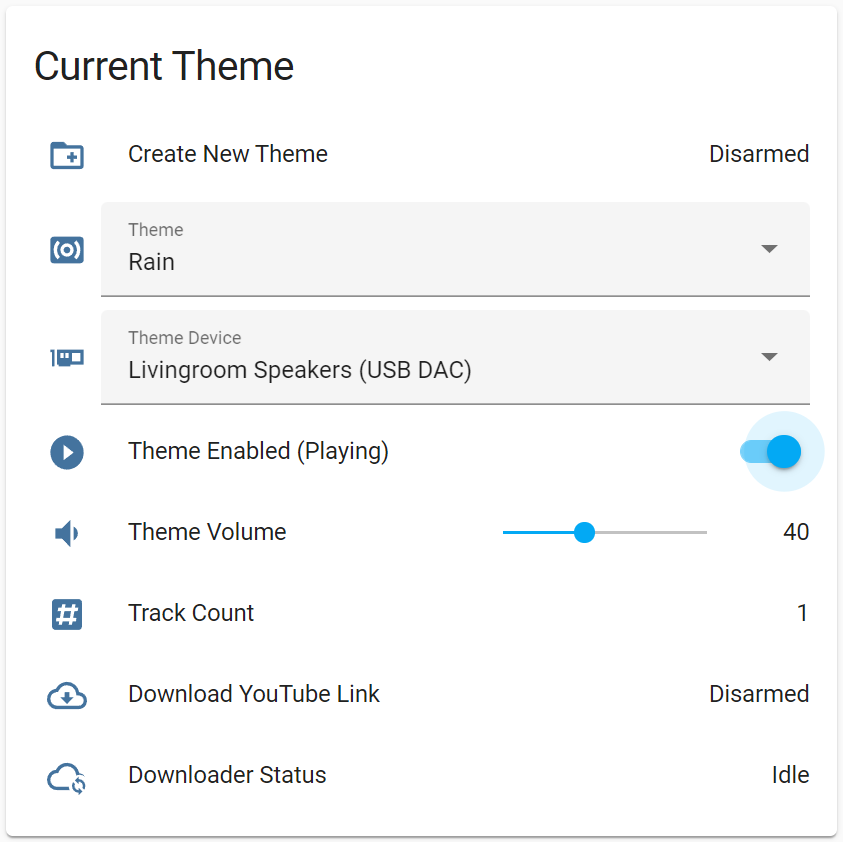 Current Theme
Create New Theme Disarmed
Theme
Rain
Theme Device
Livingroom Speakers (USB DAC)
Theme Enabled (Playing)
Theme Volume 40
Track Count 1
Download YouTube Link Disarmed
Downloader Status Idle